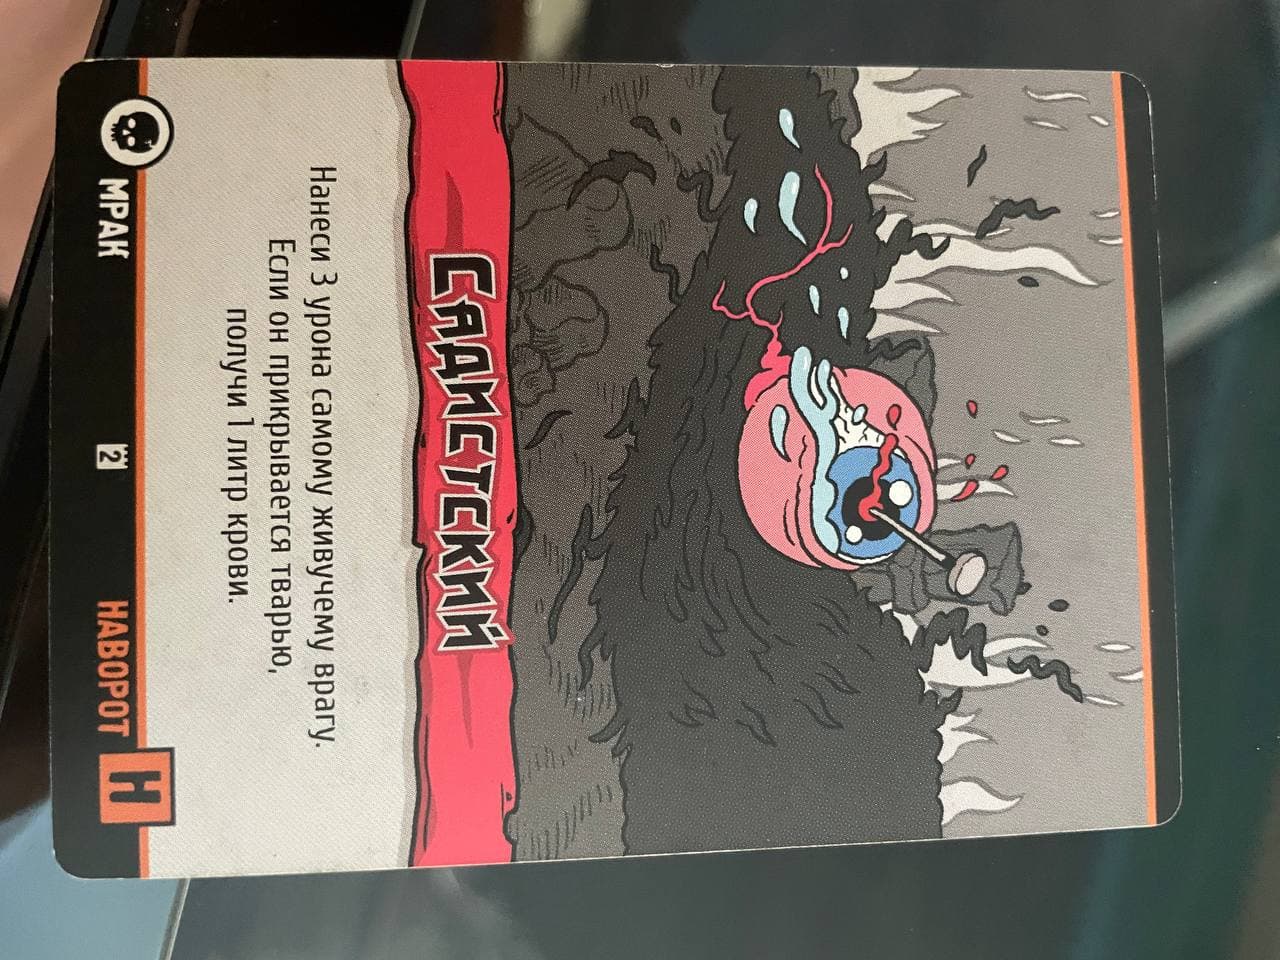 Садистский
Нанеси 3 урона самому живучему врагу.
Если он прикрывается тварью,
получи 1 литр крови.
МРАК 2 НАВОРОТ Н